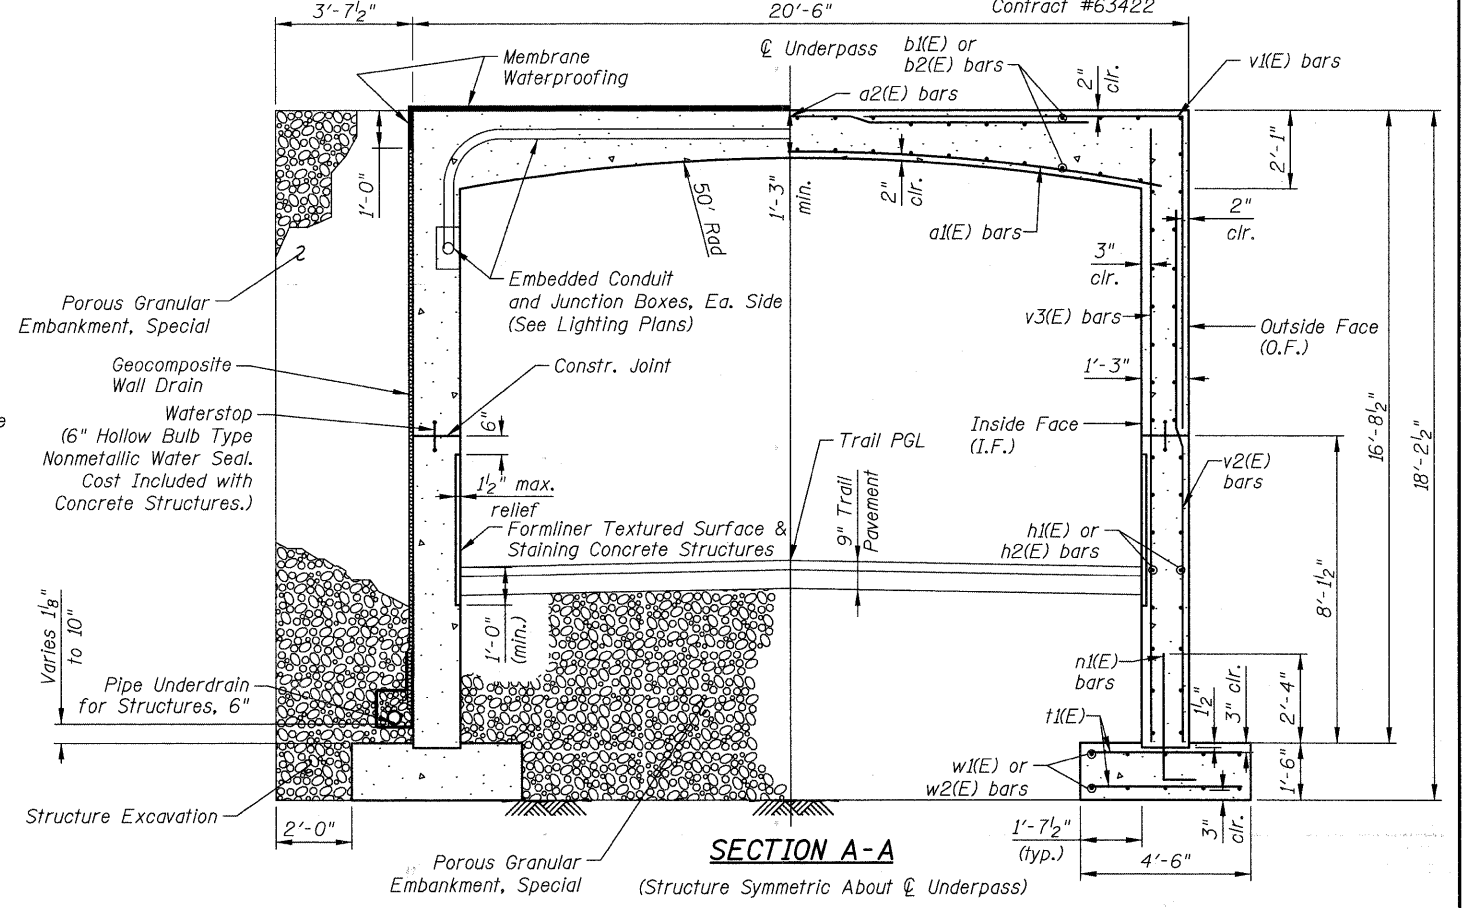 Contract #63422
3'-7½"
20'-6"
Membrane
Waterproofing
℄ Underpass
b1(E) or
b2(E) bars
2"
clr.
v1(E) bars
a2(E) bars
1'-0"
50' Rad
1'-3"
min.
2"
clr.
a1(E) bars
2'-1"
2"
clr.
3"
clr.
Porous Granular
Embankment, Special
Embedded Conduit
and Junction Boxes, Ea. Side
(See Lighting Plans)
v3(E) bars
Outside Face
(O.F.)
Geocomposite
Wall Drain
Constr. Joint
1'-3"
Waterstop
(6" Hollow Bulb Type
Nonmetallic Water Seal.
Cost Included with
Concrete Structures.)
6"
Trail PGL
Inside Face
(I.F.)
16'-8½"
18'-2½"
1½" max.
relief
v2(E)
bars
9" Trail
Pavement
Formliner Textured Surface &
Staining Concrete Structures
h1(E) or
h2(E) bars
8'-1½"
Varies 1⅛"
to 10"
1'-0"
(min.)
Pipe Underdrain
for Structures, 6"
n1(E)
bars
1½"
3" clr.
2'-4"
t1(E)
w1(E) or
w2(E) bars
1'-6"
Structure Excavation
2'-0"
3"
clr.
1'-7½"
(typ.)
4'-6"
Porous Granular
Embankment, Special
SECTION A-A
(Structure Symmetric About ℄ Underpass)